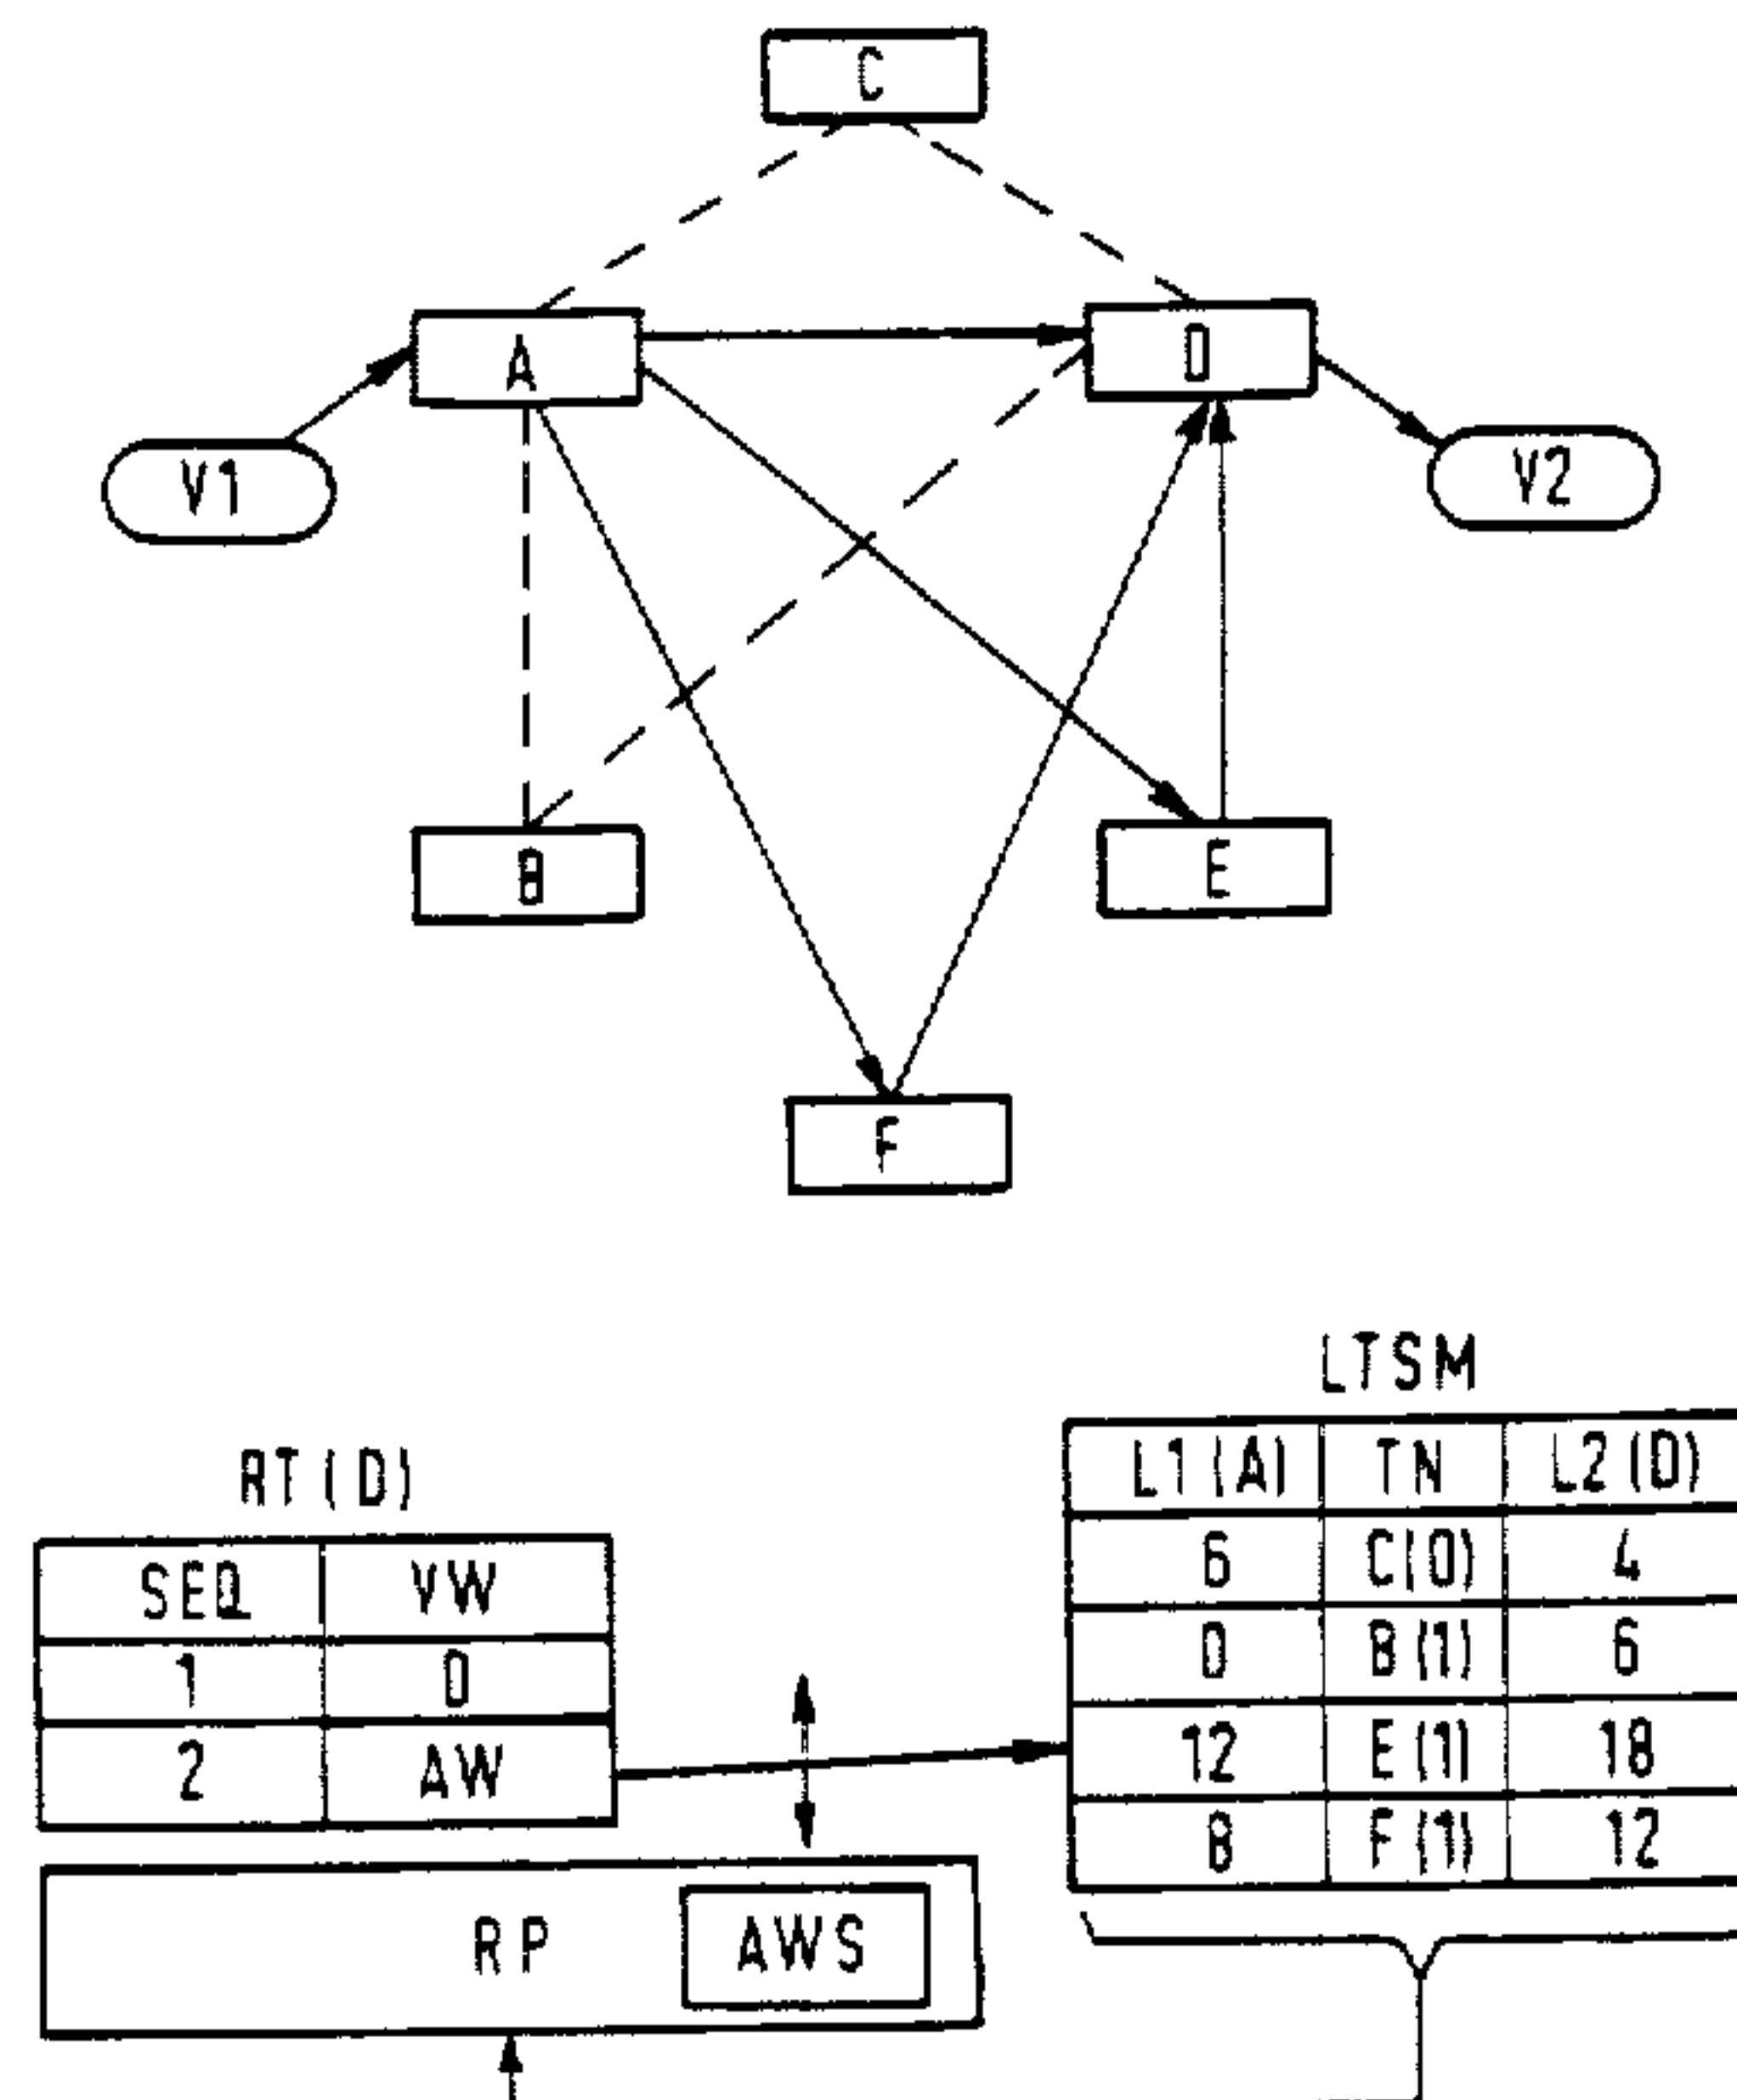 C
A
D
V1
V2
B
E
F
LTSM
RT(D)
L1(A) TN L2(D)
6 C(0) 4
0 B(1) 6
12 E(1) 18
8 F(1) 12
SEQ VW
1 D
2 AW
RP AWS